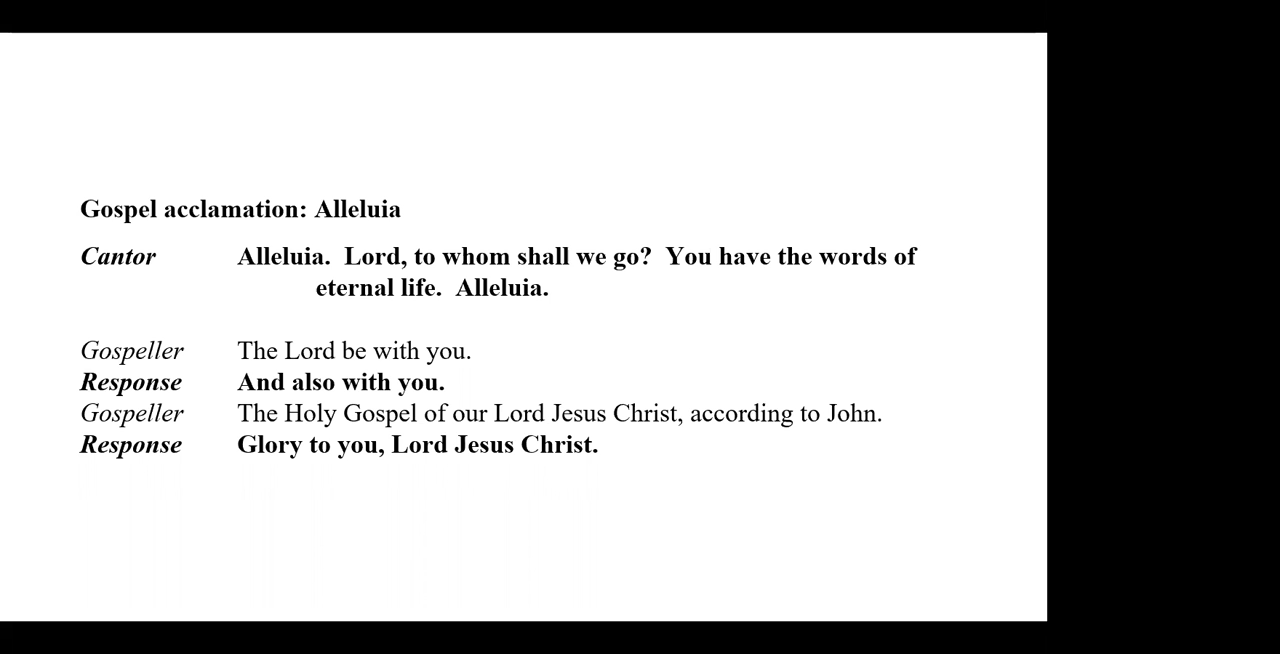 Gospel acclamation: Alleluia
Cantor Alleluia.  Lord, to whom shall we go?  You have the words of
eternal life.  Alleluia.
Gospeller The Lord be with you.
Response And also with you.
Gospeller The Holy Gospel of our Lord Jesus Christ, according to John.
Response Glory to you, Lord Jesus Christ.